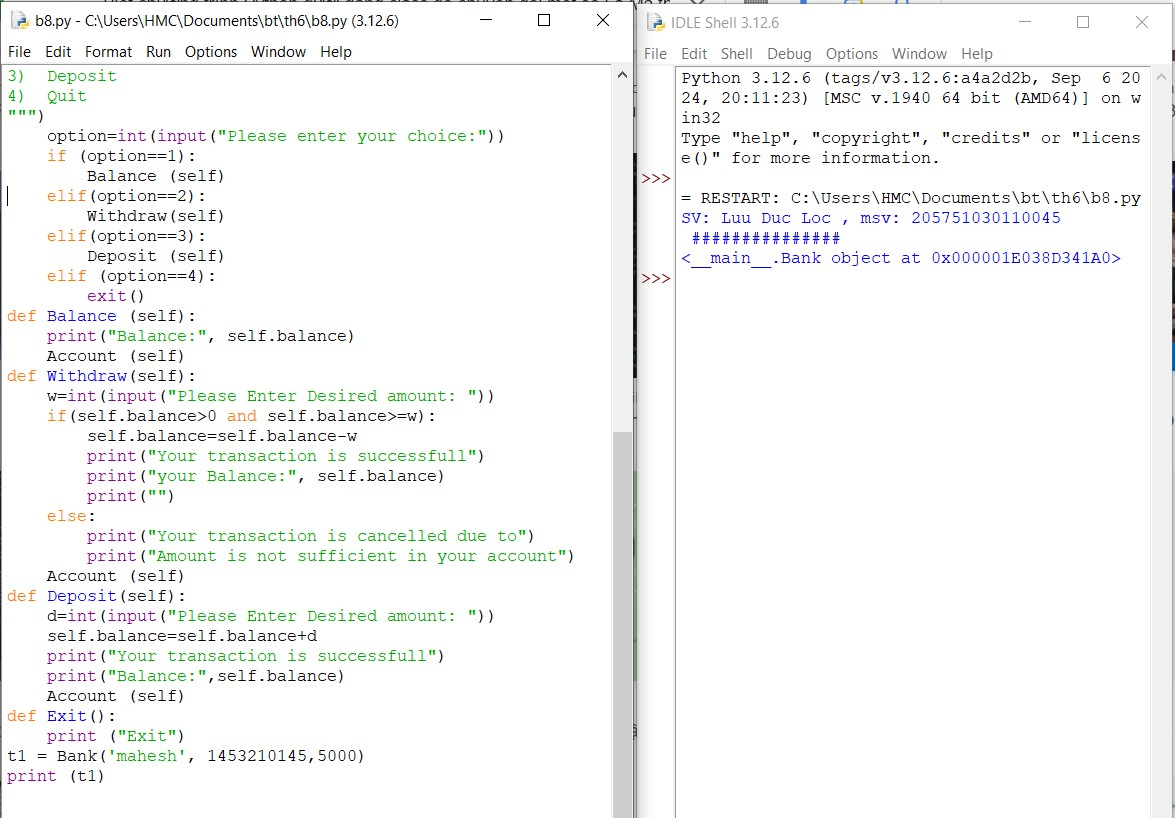 b8.py - C:\Users\HMC\Documents\bt\th6\b8.py (3.12.6)
File Edit Format Run Options Window Help
3)  Deposit
4)  Quit
""")
    option=int(input("Please enter your choice:"))
    if (option==1):
        Balance (self)
    elif(option==2):
        Withdraw(self)
    elif(option==3):
        Deposit (self)
    elif (option==4):
        exit()
def Balance (self):
    print("Balance:", self.balance)
    Account (self)
def Withdraw(self):
    w=int(input("Please Enter Desired amount: "))
    if(self.balance>0 and self.balance>=w):
        self.balance=self.balance-w
        print("Your transaction is successfull")
        print("your Balance:", self.balance)
        print("")
    else:
        print("Your transaction is cancelled due to")
        print("Amount is not sufficient in your account")
    Account (self)
def Deposit(self):
    d=int(input("Please Enter Desired amount: "))
    self.balance=self.balance+d
    print("Your transaction is successfull")
    print("Balance:",self.balance)
    Account (self)
def Exit():
    print ("Exit")
t1 = Bank('mahesh', 1453210145,5000)
print (t1)
IDLE Shell 3.12.6
File Edit Shell Debug Options Window Help
Python 3.12.6 (tags/v3.12.6:a4a2d2b, Sep  6 20
24, 20:11:23) [MSC v.1940 64 bit (AMD64)] on w
in32
Type "help", "copyright", "credits" or "licens
e()" for more information.
>>>
= RESTART: C:\Users\HMC\Documents\bt\th6\b8.py
SV: Luu Duc Loc , msv: 205751030110045
 ###############
<__main__.Bank object at 0x000001E038D341A0>
>>>